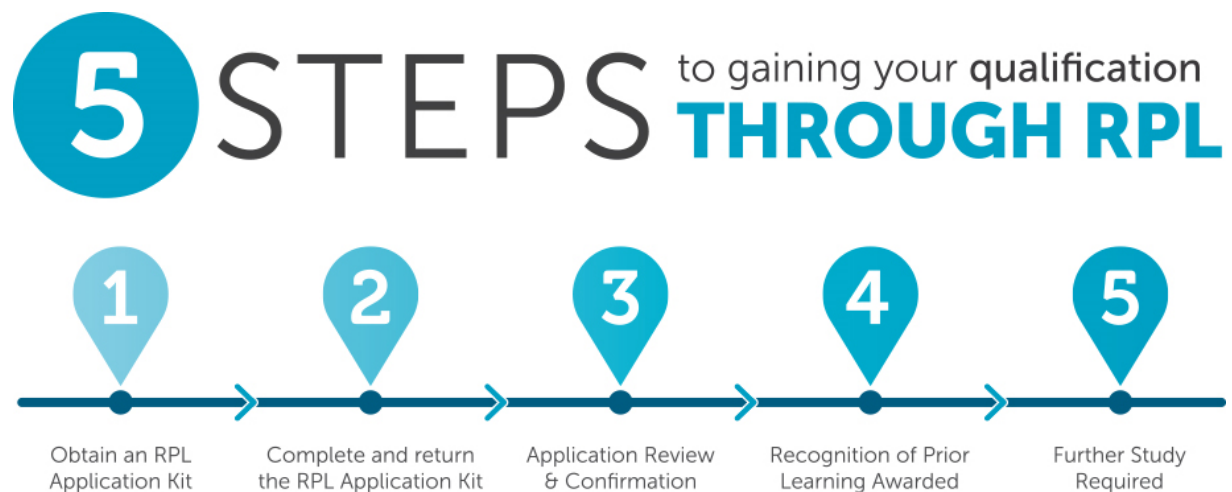 5 STEPS to gaining your qualification
THROUGH RPL
1
2
3
4
5
Obtain an RPL
Application Kit
Complete and return
the RPL Application Kit
Application Review
& Confirmation
Recognition of Prior
Learning Awarded
Further Study
Required